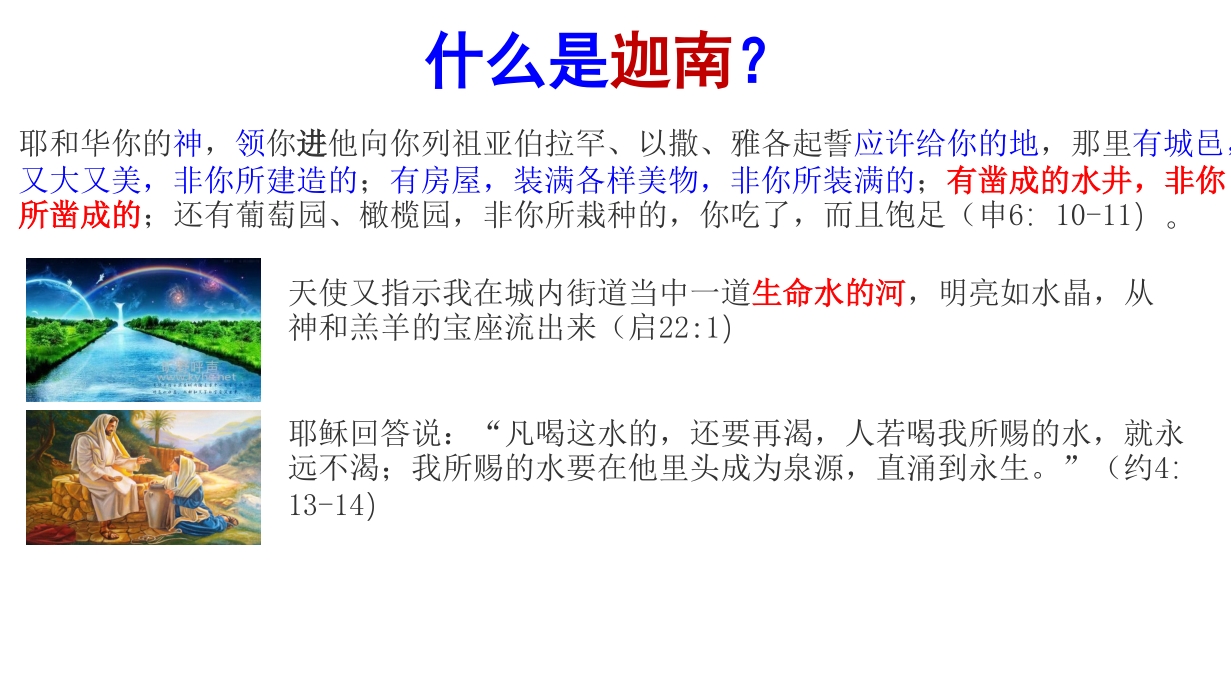 什么是迦南？
耶和华你的神，领你进他向你列祖亚伯拉罕、以撒、雅各起誓应许给你的地，那里有城邑，
又大又美，非你所建造的；有房屋，装满各样美物，非你所装满的；有凿成的水井，非你
所凿成的；还有葡萄园、橄榄园，非你所栽种的，你吃了，而且饱足（申6：10-11）。
天使又指示我在城内街道当中一道生命水的河，明亮如水晶，从
神和羔羊的宝座流出来（启22:1）
耶稣回答说：“凡喝这水的，还要再渴，人若喝我所赐的水，就永
远不渴；我所赐的水要在他里头成为泉源，直涌到永生。”（约4：
13-14）